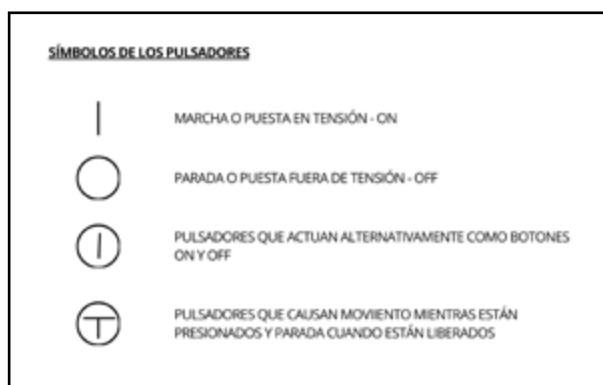 SÍMBOLOS DE LOS PULSADORES
MARCHA O PUESTA EN TENSIÓN - ON
PARADA O PUESTA FUERA DE TENSIÓN - OFF
PULSADORES QUE ACTUAN ALTERNATIVAMENTE COMO BOTONES
ON Y OFF
PULSADORES QUE CAUSAN MOVIIENTO MIENTRAS ESTÁN
PRESIONADOS Y PARADA CUANDO ESTÁN LIBERADOS